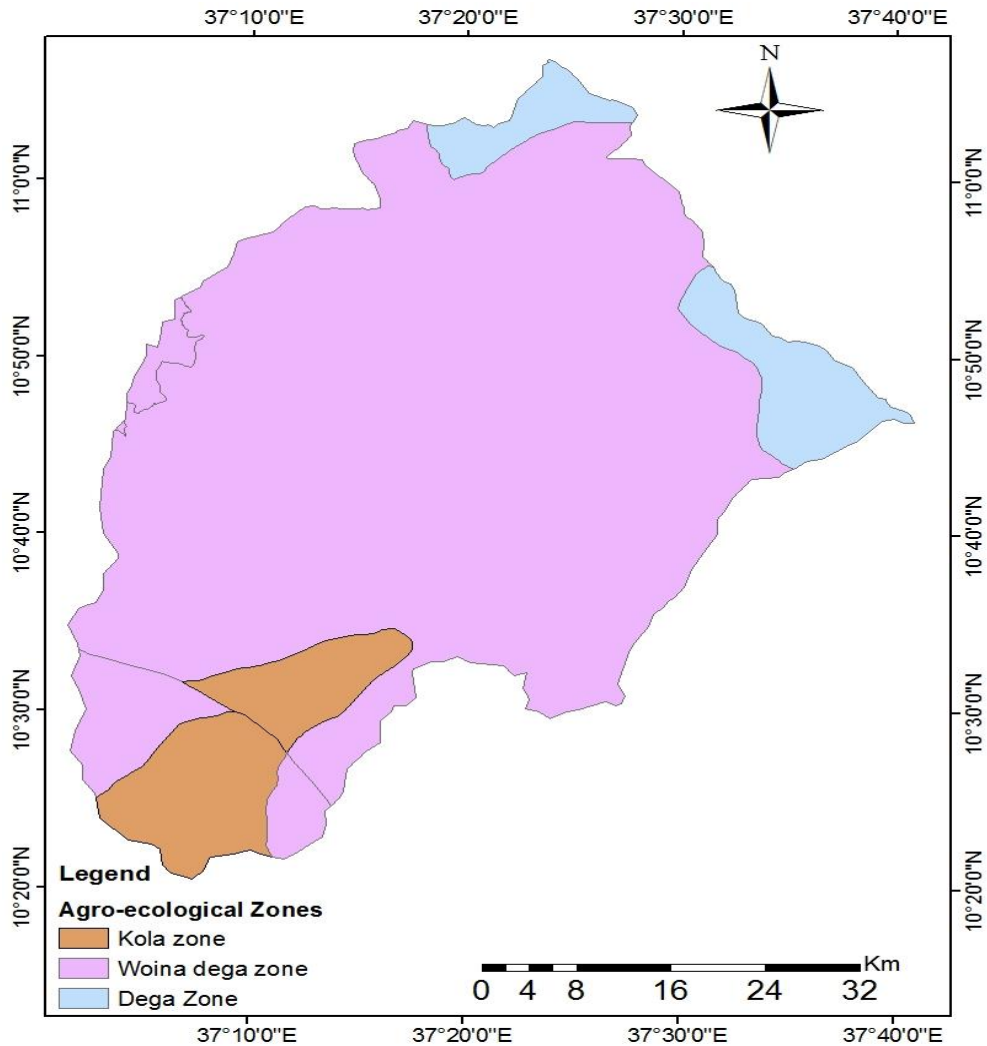 37°10'0"E 37°20'0"E 37°30'0"E 37°40'0"E
N
11°0'0"N 11°0'0"N
10°50'0"N 10°50'0"N
10°40'0"N 10°40'0"N
10°30'0"N 10°30'0"N
10°20'0"N 10°20'0"N
Legend
Agro-ecological Zones
Kola zone
Woina dega zone
Dega Zone
Km
0 4 8 16 24 32
37°10'0"E 37°20'0"E 37°30'0"E 37°40'0"E